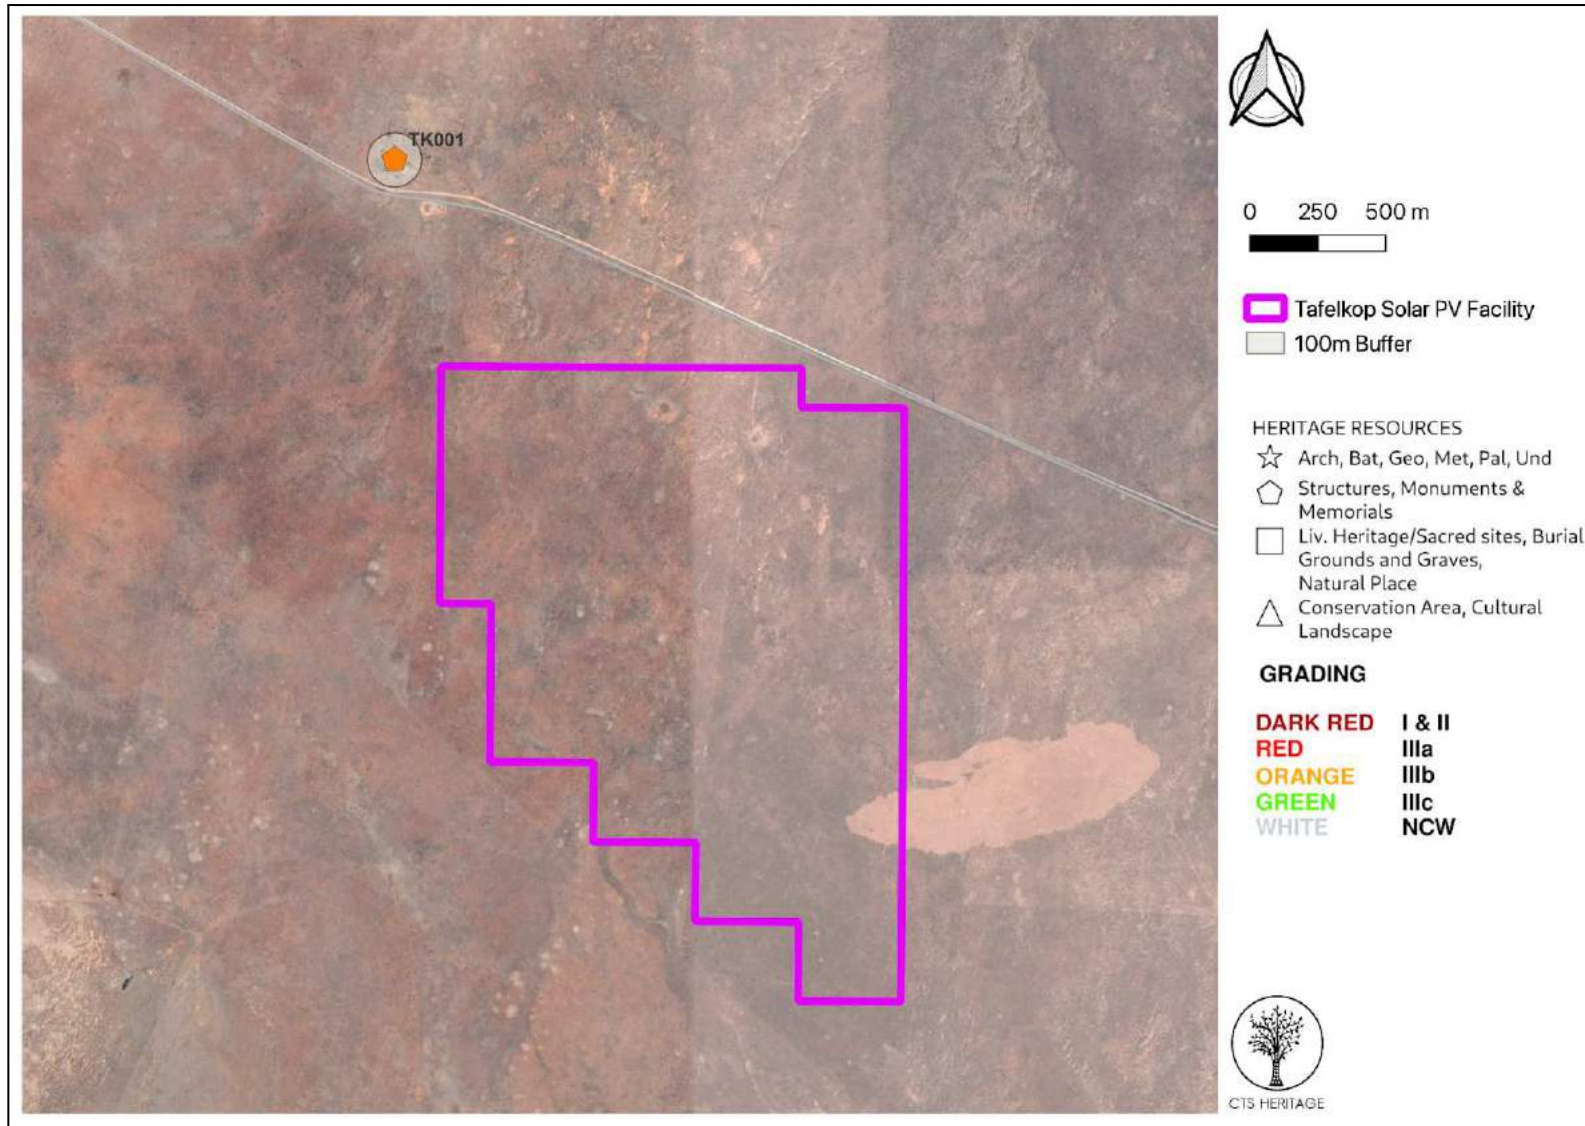 TK001
0 250 500 m
Tafelkop Solar PV Facility
100m Buffer
HERITAGE RESOURCES
Arch, Bat, Geo, Met, Pal, Und
Structures, Monuments &
Memorials
Liv. Heritage/Sacred sites, Burial
Grounds and Graves,
Natural Place
Conservation Area, Cultural
Landscape
GRADING
DARK RED I & II
RED IIIa
ORANGE IIIb
GREEN IIIc
WHITE NCW
CTS HERITAGE